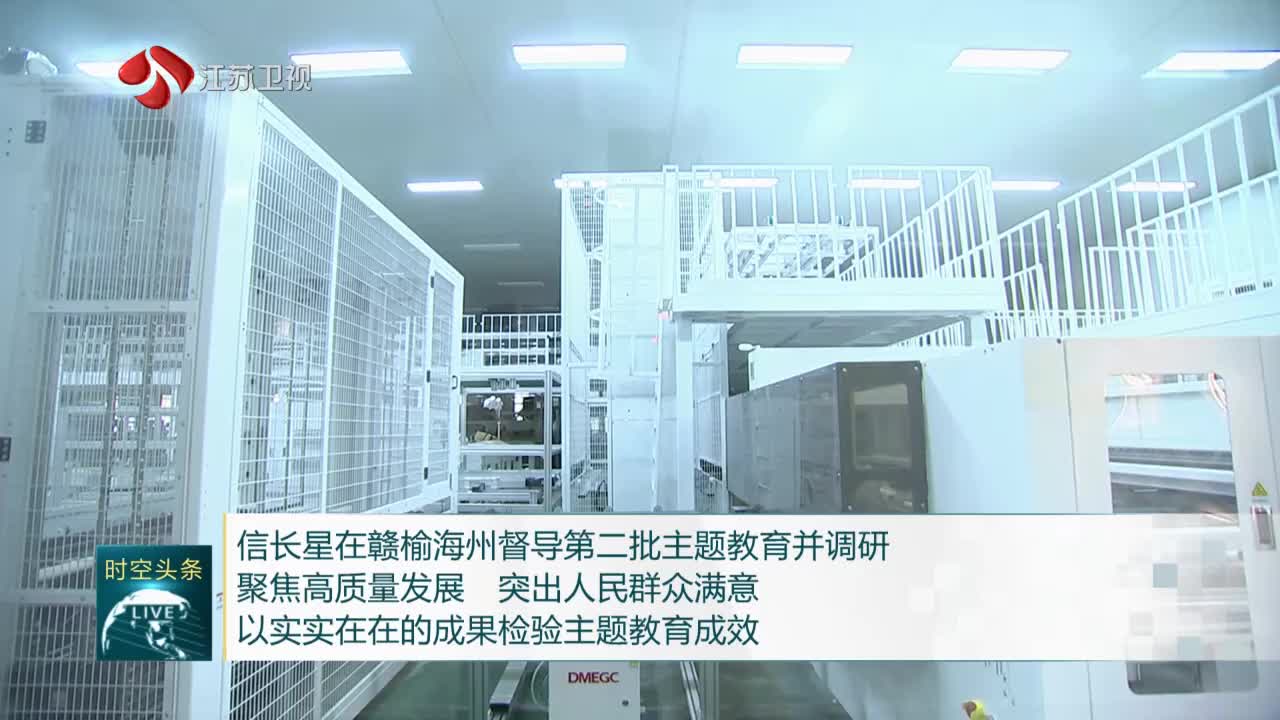 江苏卫视
信长星在赣榆海州督导第二批主题教育并调研
时空头条
聚焦高质量发展 突出人民群众满意
LIVE
以实实在在的成果检验主题教育成效
DMEGC